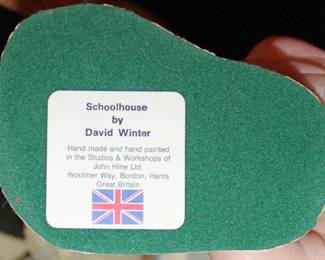 Schoolhouse
by
David Winter
Hand made and hand painted
in the Studios & Workshops of
John Hine Ltd.
Woolmer Way, Bordon, Hants
Great Britain